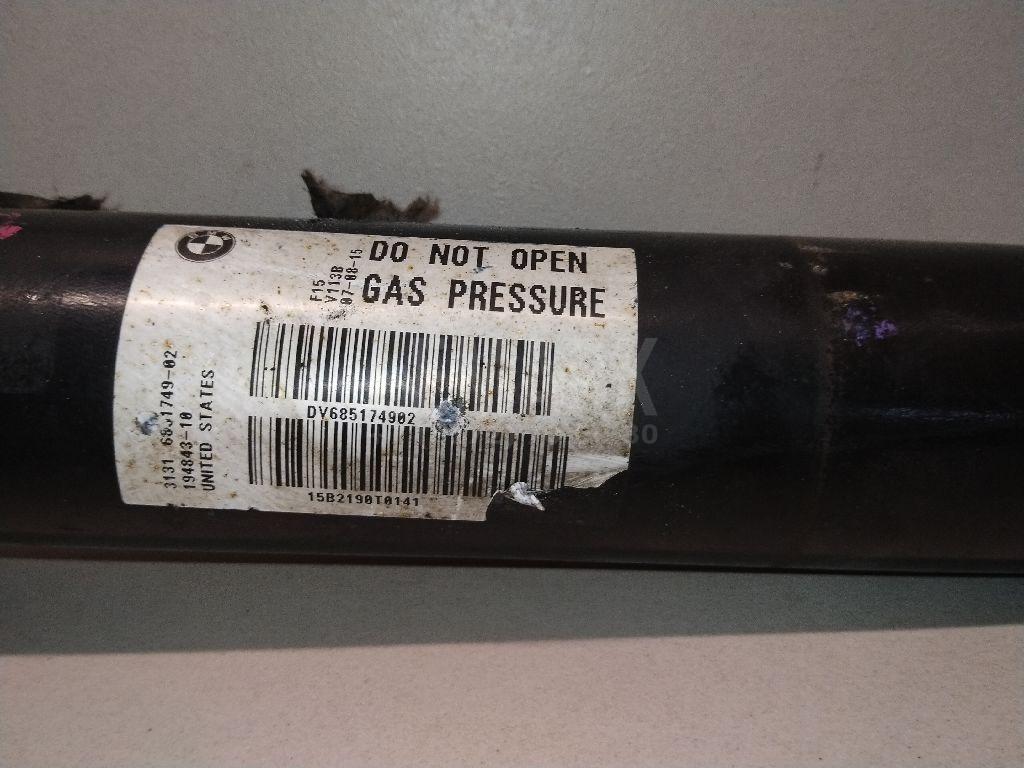 DO NOT OPEN
GAS PRESSURE
F15
V113B
07-08-15
DV685174902
15B2190T0141
3131 6851749-02
194843-10
UNITED STATES